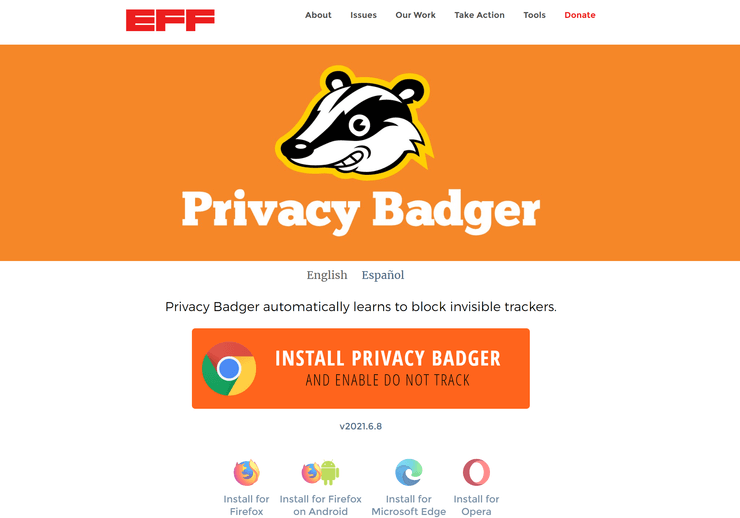 EFF
About Issues Our Work Take Action Tools Donate
Privacy Badger
English Español
Privacy Badger automatically learns to block invisible trackers.
INSTALL PRIVACY BADGER
AND ENABLE DO NOT TRACK
v2021.6.8
Install for
Firefox
Install for Firefox
on Android
Install for
Microsoft Edge
Install for
Opera